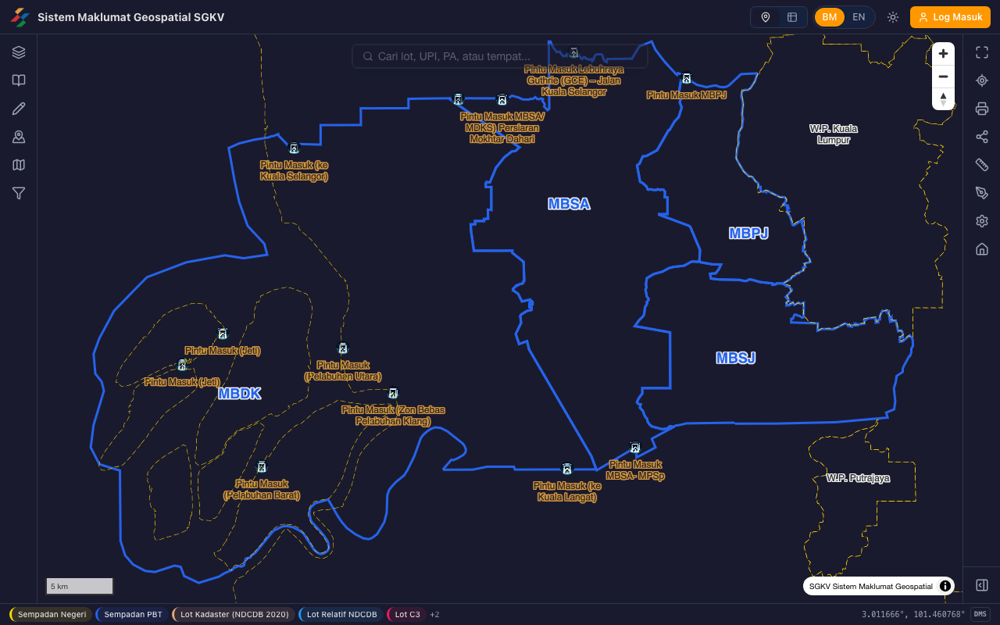 Sistem Maklumat Geospatial SGKV
BM
EN
Log Masuk
Cari lot, UPI, PA, atau tempat...
Pintu Masuk Lebuhraya
Guthrie (GCE) – Jalan
Kuala Selangor
Pintu Masuk MBPJ
Pintu Masuk MBSA/
MDKS) Persiaran
Mokhtar Dahari
W.P. Kuala
Lumpur
Pintu Masuk (ke
Kuala Selangor)
MBSA
MBPJ
Pintu Masuk (Jeti)
Pintu Masuk
(Pelabuhan Utara)
MBSJ
Pintu Masuk (Jeti)
MBDK
Pintu Masuk (Zon Bebas
Pelabuhan Klang)
Pintu Masuk
MBSA- MPSp
Pintu Masuk
(Pelabuhan Barat)
Pintu Masuk (ke
Kuala Langat)
W.P. Putrajaya
5 km
SGKV Sistem Maklumat Geospatial
Sempadan Negeri
Sempadan PBT
Lot Kadaster (NDCDB 2020)
Lot Relatif NDCDB
Lot C3
+2
3.011666°, 101.460768°
DMS